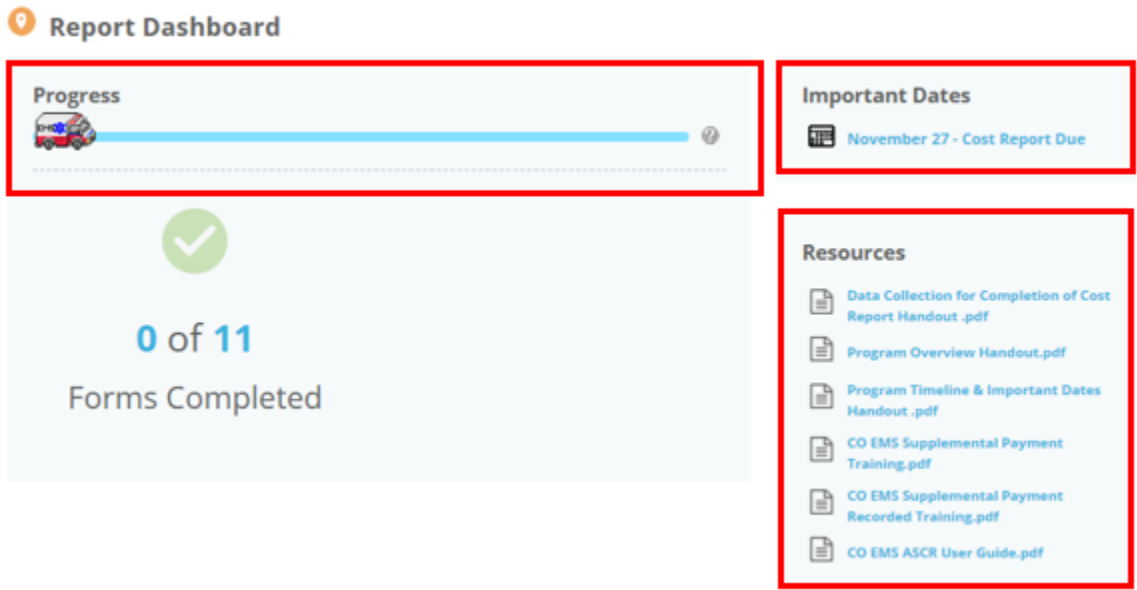 Report Dashboard
Progress
0 of 11
Forms Completed
Important Dates
November 27 - Cost Report Due
Resources
Data Collection for Completion of Cost
Report Handout .pdf
Program Overview Handout.pdf
Program Timeline & Important Dates
Handout .pdf
CO EMS Supplemental Payment
Training.pdf
CO EMS Supplemental Payment
Recorded Training.pdf
CO EMS ASCR User Guide.pdf